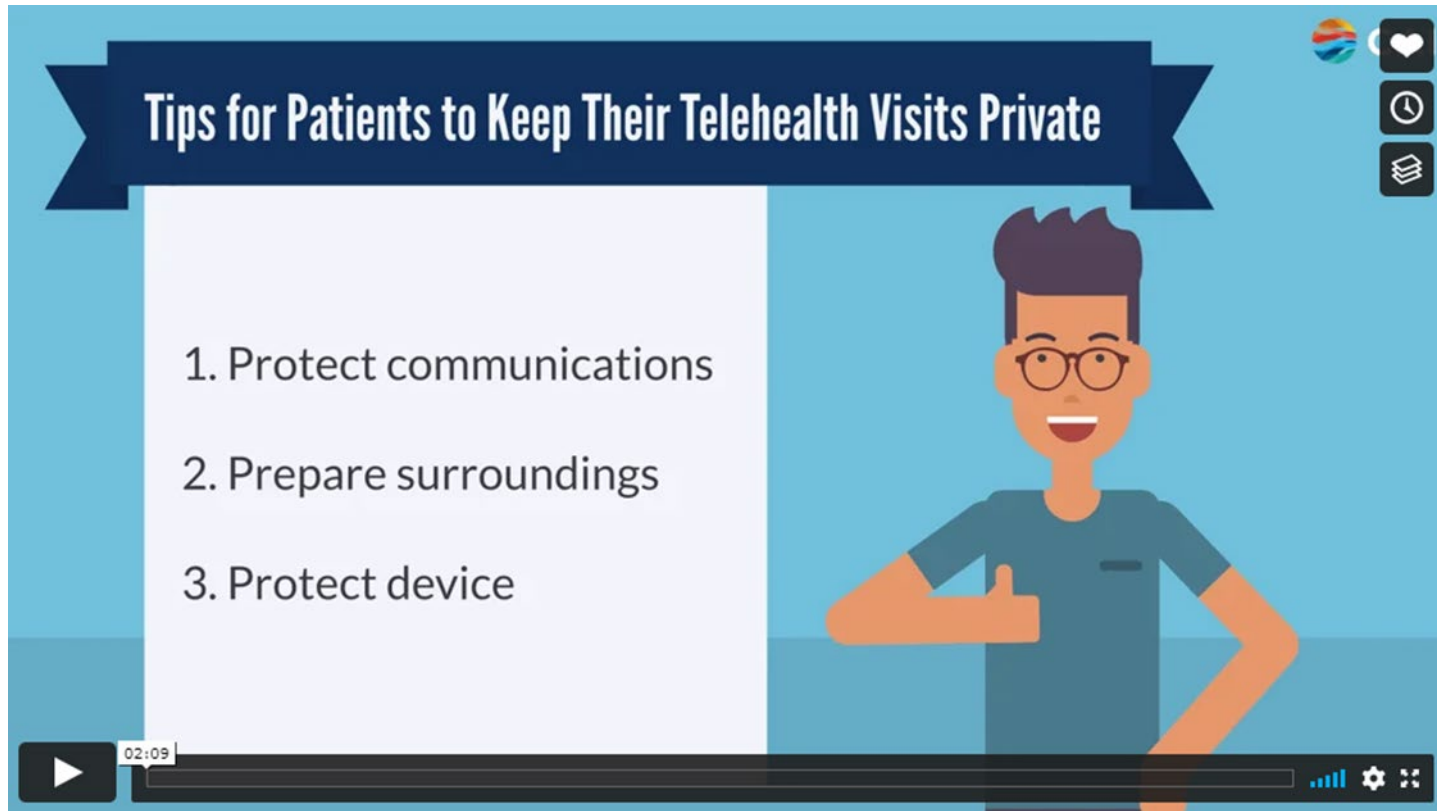 Tips for Patients to Keep Their Telehealth Visits Private
1. Protect communications
2. Prepare surroundings
3. Protect device
02:09